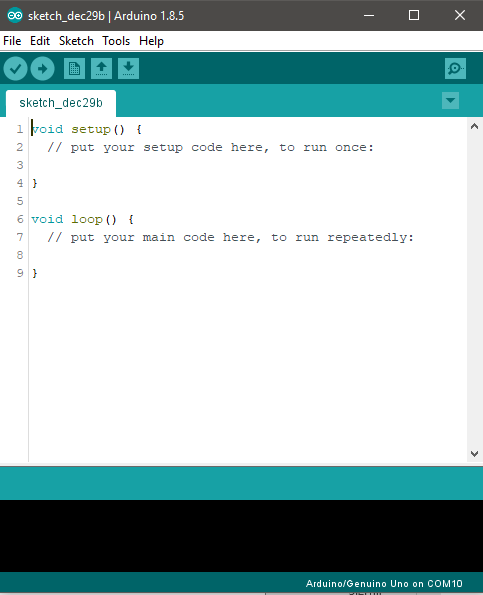 sketch_dec29b | Arduino 1.8.5
File Edit Sketch Tools Help
sketch_dec29b
1 void setup() {
2   // put your setup code here, to run once:
3
4 }
5
6 void loop() {
7   // put your main code here, to run repeatedly:
8
9 }
Arduino/Genuino Uno on COM10